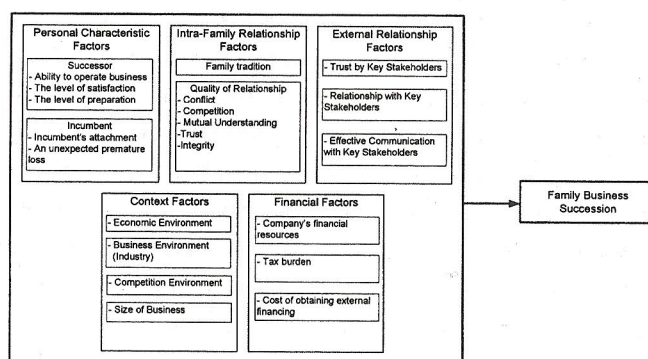 Personal Characteristic
Factors
Successor
- Ability to operate business
- The level of satisfaction
- The level of preparation
Incumbent
- Incumbent's attachment
- An unexpected premature
loss
Intra-Family Relationship
Factors
Family tradition
Quality of Relationship
- Conflict
- Competition
- Mutual Understanding
-Trust
-Integrity
External Relationship
Factors
- Trust by Key Stakeholders
- Relationship with Key
Stakeholders
- Effective Communication
with Key Stakeholders
Context Factors
- Economic Environment
- Business Environment
(Industry)
- Competition Environment
- Size of Business
Financial Factors
- Company's financial
resources
- Tax burden
- Cost of obtaining external
financing
Family Business
Succession